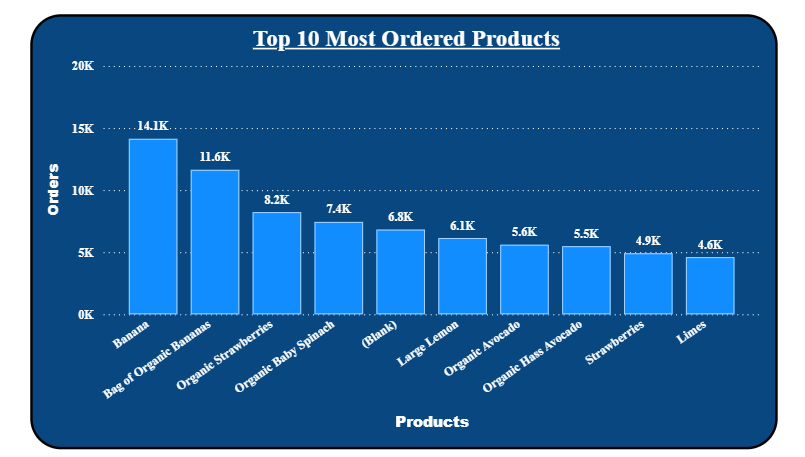 Top 10 Most Ordered Products
20K
15K
10K
5K
0K
Orders
14.1K
11.6K
8.2K
7.4K
6.8K
6.1K
5.6K
5.5K
4.9K
4.6K
Banana
Bag of Organic Bananas
Organic Strawberries
Organic Baby Spinach
(Blank)
Large Lemon
Organic Avocado
Organic Hass Avocado
Strawberries
Limes
Products